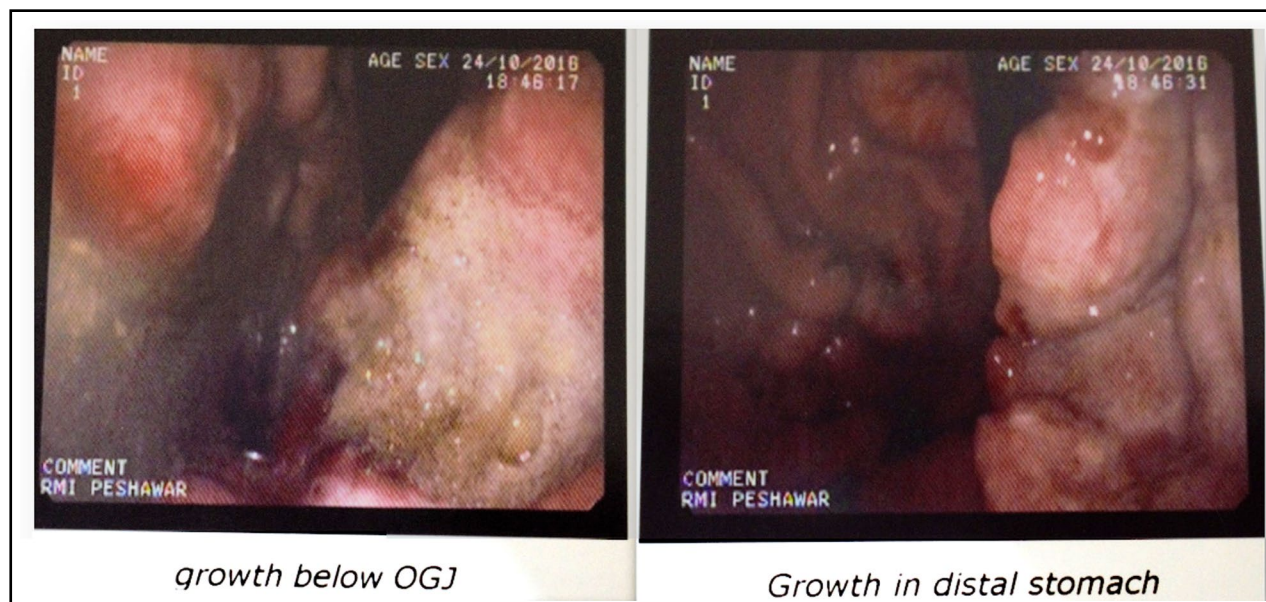 NAME
ID
1
AGE SEX 24/10/2016
18:46:17
COMMENT
RMI PESHAWAR
growth below OGJ
NAME
ID
1
AGE SEX 24/10/2016
18:46:31
COMMENT
RMI PESHAWAR
Growth in distal stomach